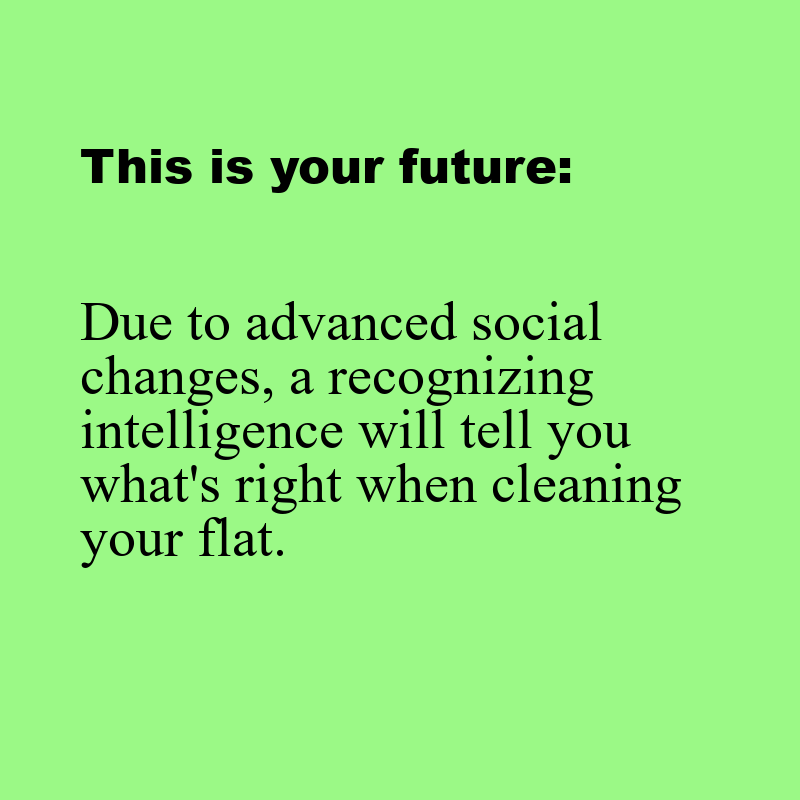 This is your future:
Due to advanced social
changes, a recognizing
intelligence will tell you
what's right when cleaning
your flat.